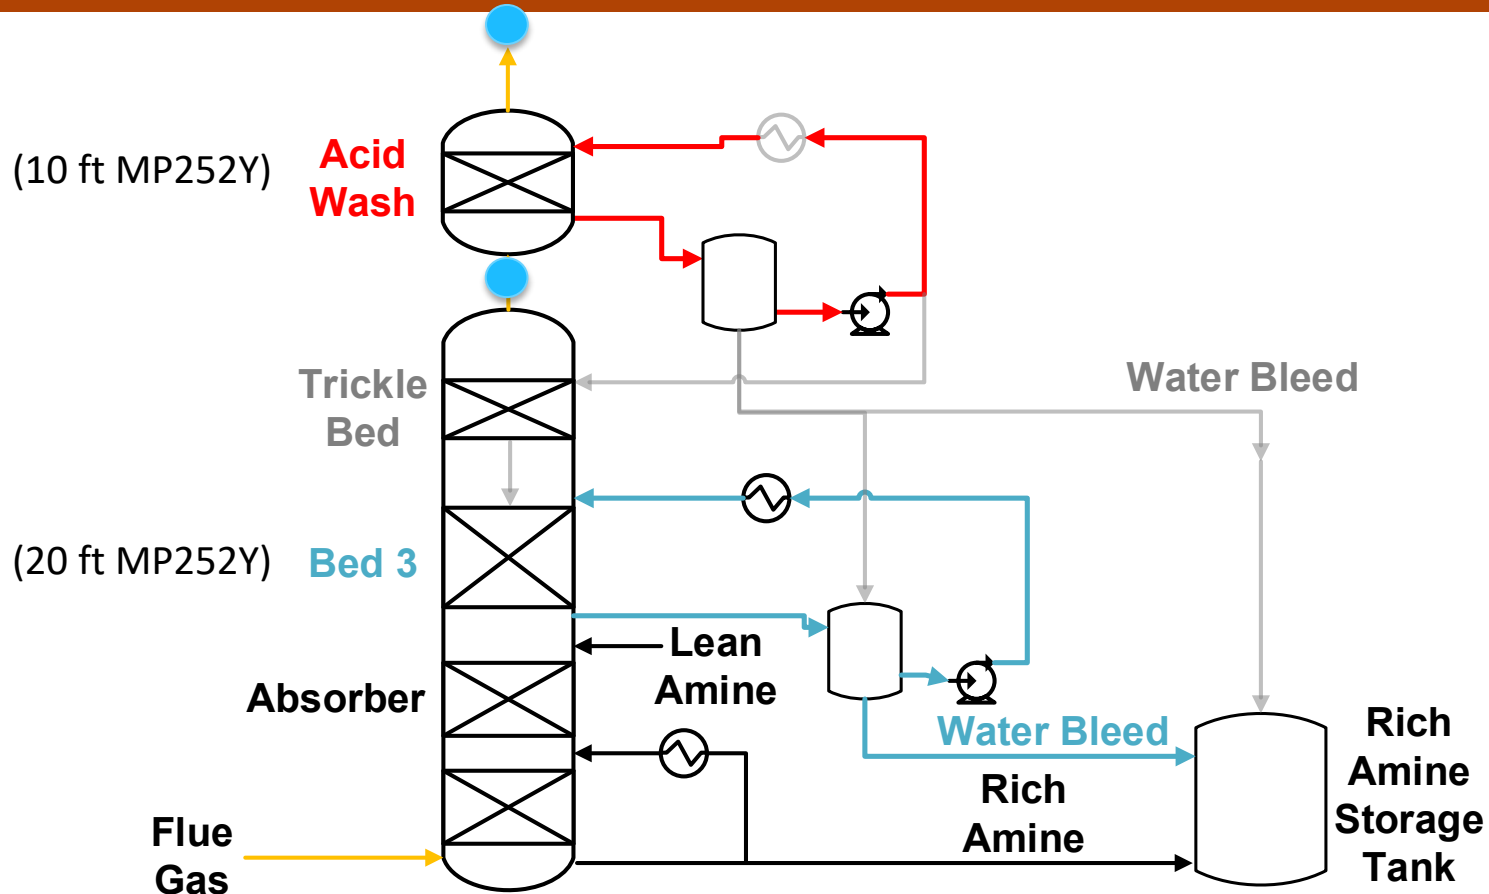 (10 ft MP252Y)
Acid
Wash
Trickle
Bed
Water Bleed
(20 ft MP252Y)
Bed 3
Lean
Amine
Absorber
Water Bleed
Rich
Amine
Storage
Tank
Rich
Amine
Flue
Gas